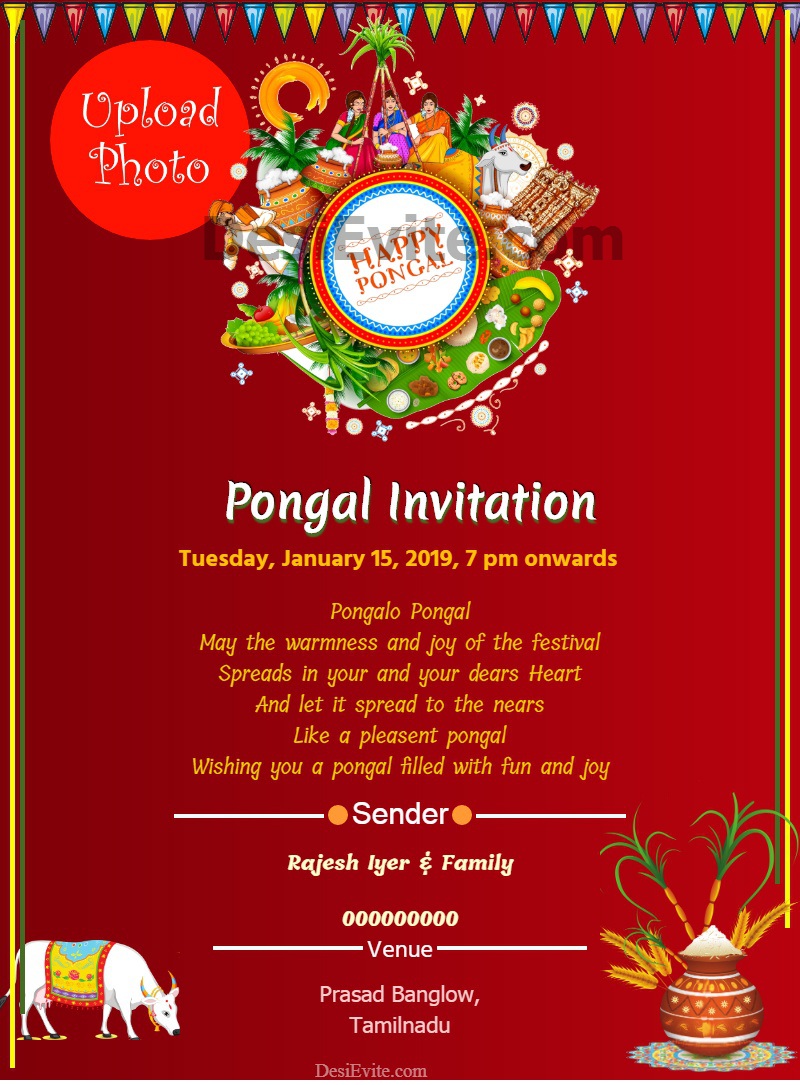 Upload
Photo
DesiEvite.com
HAPPY
PONGAL
Pongal Invitation
Tuesday, January 15, 2019, 7 pm onwards
Pongalo Pongal
May the warmness and joy of the festival
Spreads in your and your dears Heart
And let it spread to the nears
Like a pleasent pongal
Wishing you a pongal filled with fun and joy
Sender
Rajesh Iyer & Family
000000000
Venue
Prasad Banglow,
Tamilnadu
DesiEvite.com